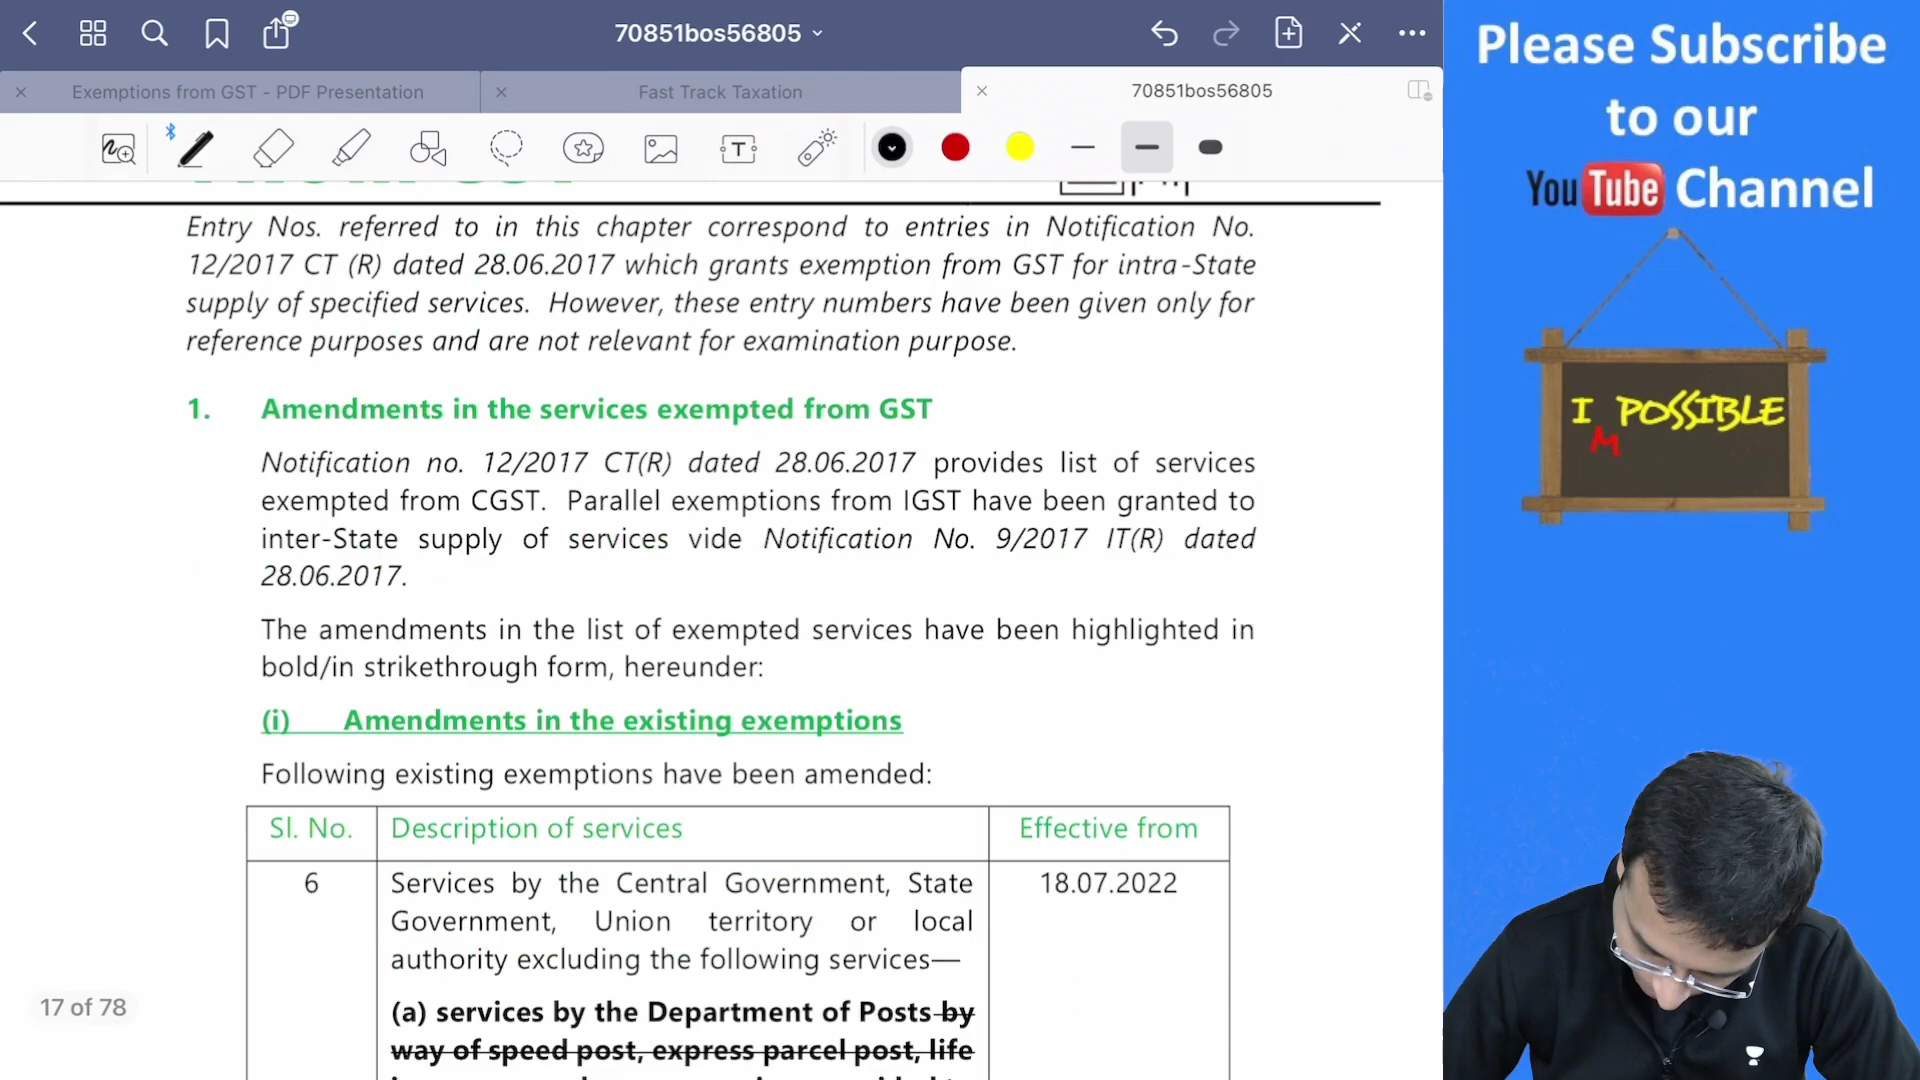 70851bos56805
Exemptions from GST - PDF Presentation
Fast Track Taxation
70851bos56805
Entry Nos. referred to in this chapter correspond to entries in Notification No.
12/2017 CT (R) dated 28.06.2017 which grants exemption from GST for intra-State
supply of specified services. However, these entry numbers have been given only for
reference purposes and are not relevant for examination purpose.
1. Amendments in the services exempted from GST
Notification no. 12/2017 CT(R) dated 28.06.2017 provides list of services
exempted from CGST. Parallel exemptions from IGST have been granted to
inter-State supply of services vide Notification No. 9/2017 IT(R) dated
28.06.2017.
The amendments in the list of exempted services have been highlighted in
bold/in strikethrough form, hereunder:
(i) Amendments in the existing exemptions
Following existing exemptions have been amended:
Sl. No. Description of services Effective from
6 Services by the Central Government, State 18.07.2022
Government, Union territory or local
authority excluding the following services—
(a) services by the Department of Posts by
way of speed post, express parcel post, life
17 of 78
Please Subscribe
to our
YouTube Channel
I POSSIBLE
M